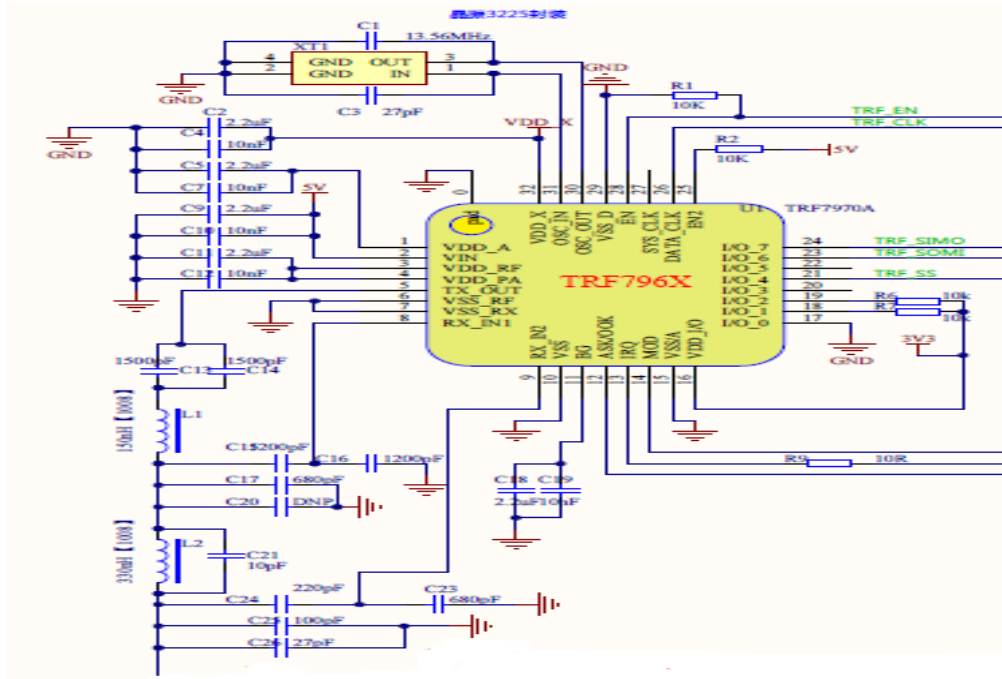 晶振3225封装
C1
13.56MHz
XT1
4 GND OUT 3
2 GND IN 1
GND
C3 27pF
GND
R1
10K
TRF_EN
TRF_CLK
C2 2.2uF
C4 10nF
GND
C5 2.2uF
C7 10nF
VDD_X
R2
10K
5V
5V
C9 2.2uF
C10 10nF
C11 2.2uF
C12 10nF
0
32
31
30
29
28
27
26
25
pad
VDD_X
OSC_IN
OSC_OUT
VSS_D
EN
SYS_CLK
DATA_CLK
EN2
U1 TRF7970A
TRF796X
1 VDD_A
2 VIN
3 VDD_RF
4 VDD_PA
5 TX_OUT
6 VSS_RF
7 VSS_RX
8 RX_IN1
I/O_7 24 TRF_SIMO
I/O_6 23 TRF_SOMI
I/O_5 22
I/O_4 21 TRF_SS
I/O_3 20
I/O_2 19 R6 10k
I/O_1 18 R7 10k
I/O_0 17
GND
3V3
RX_IN2
VSS
BG
ASK/OOK
IRQ
MOD
VSS/A
VDD_I/O
9
10
11
12
13
14
15
16
1500pF 1500pF
C13 C14
150nH【1008】
L1
C15 1200pF C16 1200pF
C17 680pF
C20 DNP
R9 10R
C18 C19
2.2uF 10nF
330nH【1008】
L2
C21
10pF
220pF
C24
C23
680pF
C25 100pF
C26 27pF